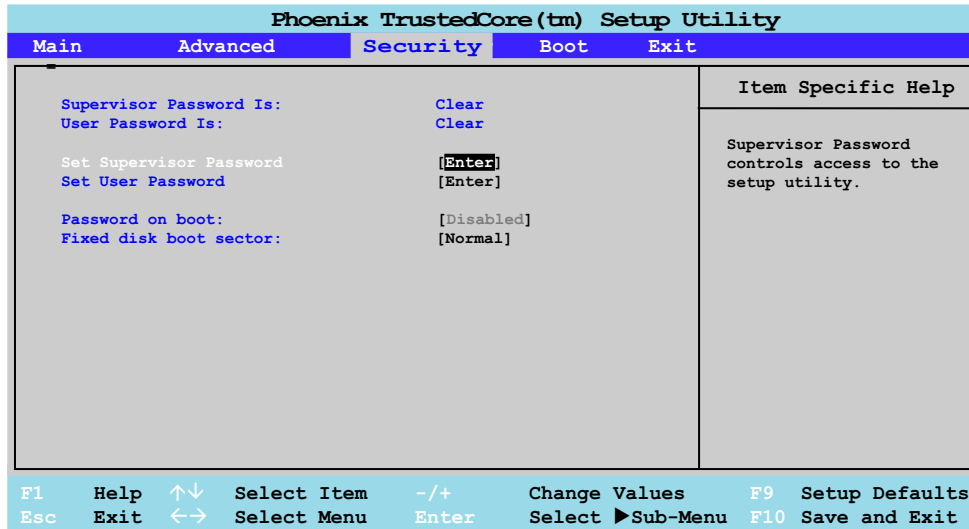 Phoenix TrustedCore(tm) Setup Utility
Main Advanced Security Boot Exit
Item Specific Help
Supervisor Password Is: Clear
User Password Is: Clear
Supervisor Password
controls access to the
setup utility.
Set Supervisor Password [Enter]
Set User Password [Enter]
Password on boot: [Disabled]
Fixed disk boot sector: [Normal]
F1 Help ↑↓ Select Item -/+ Change Values F9 Setup Defaults
Esc Exit ←→ Select Menu Enter Select ▶Sub-Menu F10 Save and Exit